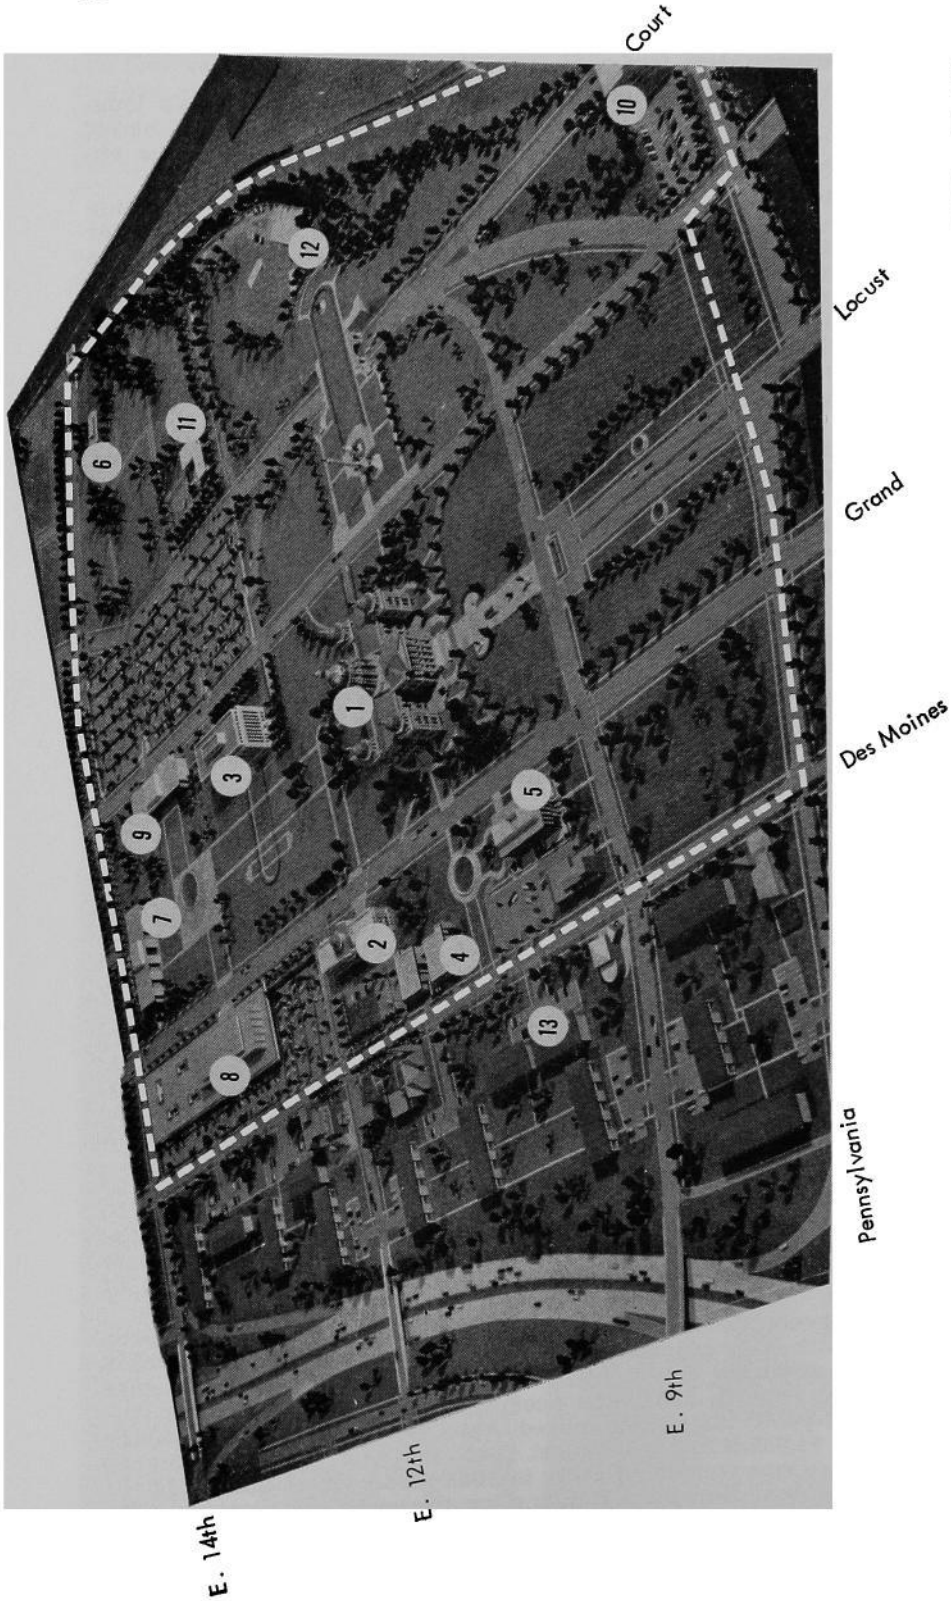 E. 14th
E. 12th
E. 9th
Pennsylvania
Des Moines
Grand
Locust
Court
8
7
9
3
2
4
13
5
1
6
11
12
10